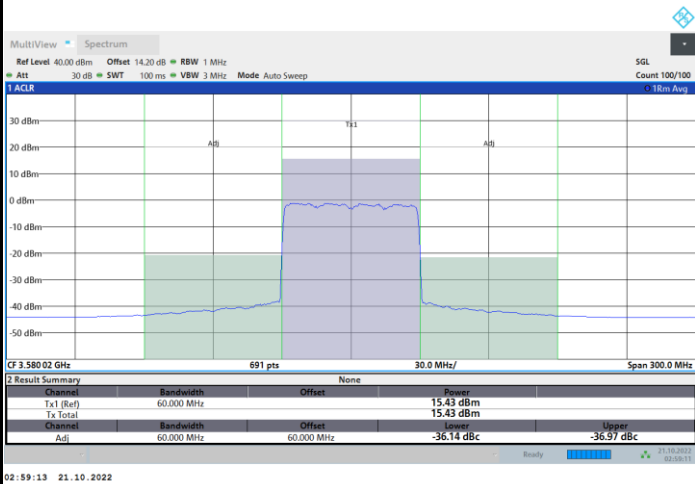 MultiView Spectrum
Ref Level 40.00 dBm Offset 14.20 dB RBW 1 MHz SGL
Att 30 dB SWT 100 ms VBW 3 MHz Mode Auto Sweep Count 100/100
1 ACLR 1Rm Avg
30 dBm
Tx1
20 dBm
Adj Adj
10 dBm
0 dBm
-10 dBm
-20 dBm
-30 dBm
-40 dBm
-50 dBm
CF 3.580 02 GHz 691 pts 30.0 MHz/ Span 300.0 MHz
2 Result Summary None
Channel Bandwidth Offset Power
Tx1 (Ref) 60.000 MHz 15.43 dBm
Tx Total 15.43 dBm
Channel Bandwidth Offset Lower Upper
Adj 60.000 MHz 60.000 MHz -36.14 dBc -36.97 dBc
Ready 21.10.2022
02:59:11
02:59:13 21.10.2022